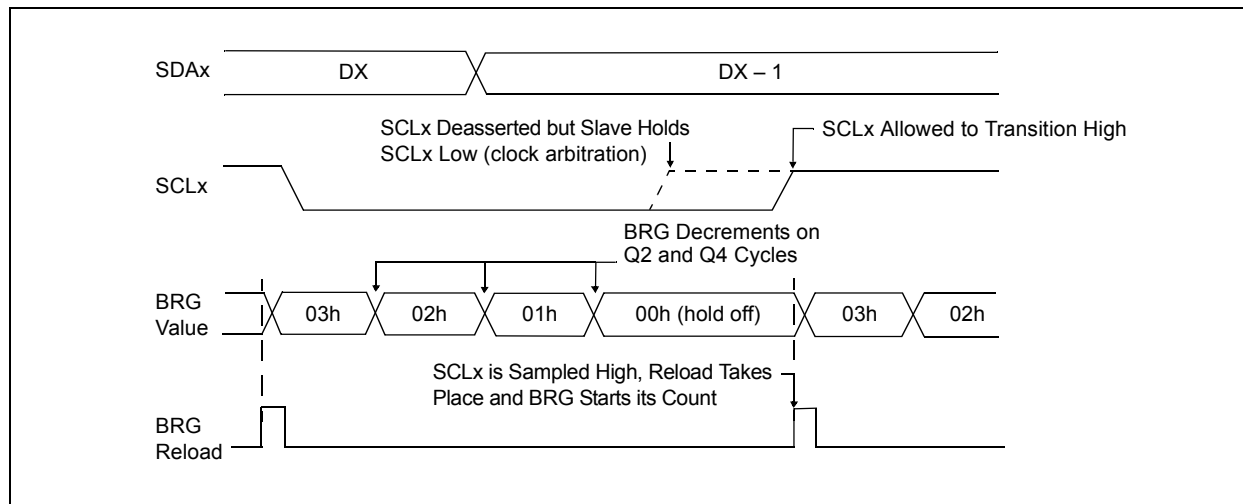 SDAx
DX
DX – 1
SCLx Deasserted but Slave Holds
SCLx Low (clock arbitration)
SCLx Allowed to Transition High
SCLx
BRG Decrements on
Q2 and Q4 Cycles
BRG
Value
03h
02h
01h
00h (hold off)
03h
02h
SCLx is Sampled High, Reload Takes
Place and BRG Starts its Count
BRG
Reload